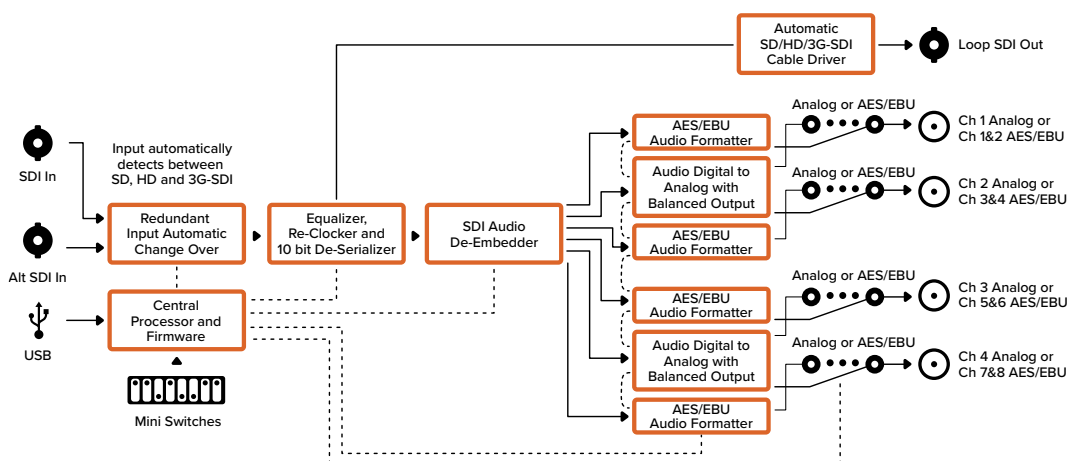 Automatic
SD/HD/3G-SDI
Cable Driver
Loop SDI Out
SDI In
Input automatically
detects between
SD, HD and 3G-SDI
AES/EBU
Audio Formatter
Analog or AES/EBU
Ch 1 Analog or
Ch 1&2 AES/EBU
Audio Digital to
Analog with
Balanced Output
Analog or AES/EBU
Ch 2 Analog or
Ch 3&4 AES/EBU
Alt SDI In
Redundant
Input Automatic
Change Over
Equalizer,
Re-Clocker and
10 bit De-Serializer
SDI Audio
De-Embedder
AES/EBU
Audio Formatter
USB
Central
Processor and
Firmware
AES/EBU
Audio Formatter
Analog or AES/EBU
Ch 3 Analog or
Ch 5&6 AES/EBU
Audio Digital to
Analog with
Balanced Output
Analog or AES/EBU
Ch 4 Analog or
Ch 7&8 AES/EBU
Mini Switches
AES/EBU
Audio Formatter